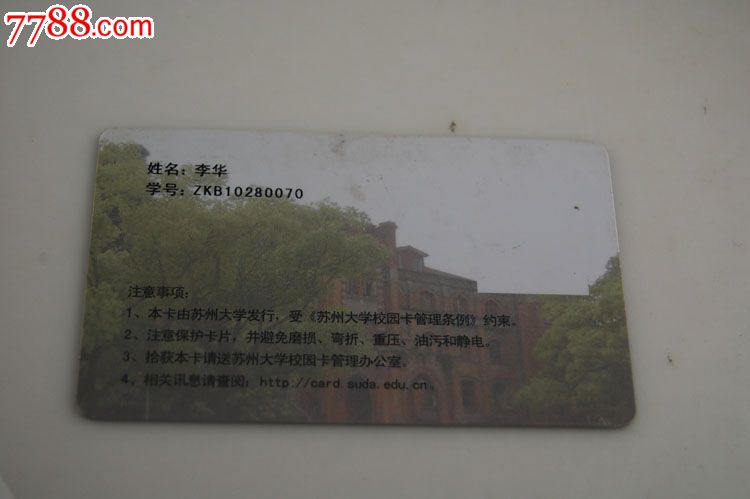 7788.com
姓名：李华
学号：ZKB10280070
注意事项：
1、本卡由苏州大学发行，受《苏州大学校园卡管理条例》约束。
2、注意保护卡片，并避免磨损、弯折、重压、油污和静电。
3、拾获本卡请送苏州大学校园卡管理办公室。
4、相关讯息请查阅：http://card.suda.edu.cn。